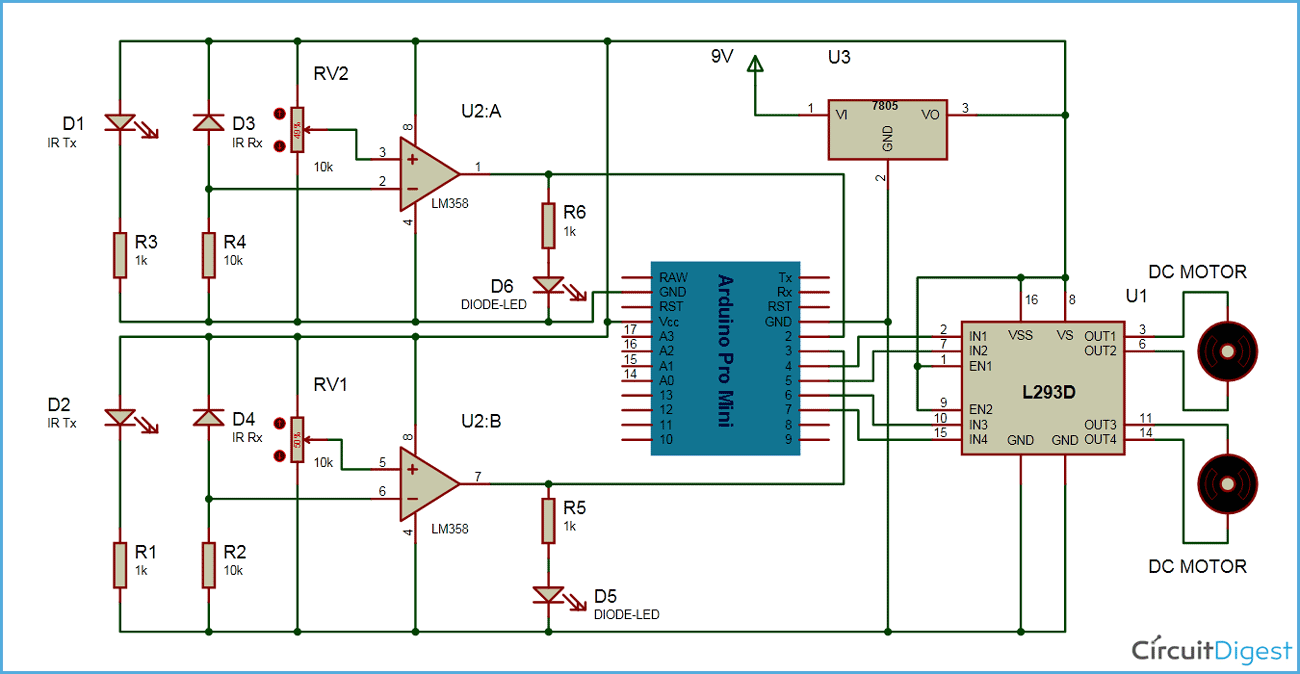 9V
U3
RV2
1
VI
7805
VO
3
GND
2
D1
IR Tx
D3
IR Rx
49%
10k
U2:A
8
3
2
1
4
LM358
R3
1k
R4
10k
R6
1k
D6
DIODE-LED
RAW
GND
RST
Vcc
17 A3
16 A2
15 A1
14 A0
13
12
11
10
Arduino Pro Mini
Tx
Rx
RST
GND
2
3
4
5
6
7
8
9
DC MOTOR
U1
16
8
VSS
VS
2 IN1
7 IN2
1 EN1
9 EN2
10 IN3
15 IN4
L293D
OUT1 3
OUT2 6
OUT3 11
OUT4 14
GND
GND
DC MOTOR
D2
IR Tx
D4
IR Rx
RV1
50%
10k
U2:B
8
5
6
7
4
LM358
R1
1k
R2
10k
R5
1k
D5
DIODE-LED
CircuitDigest